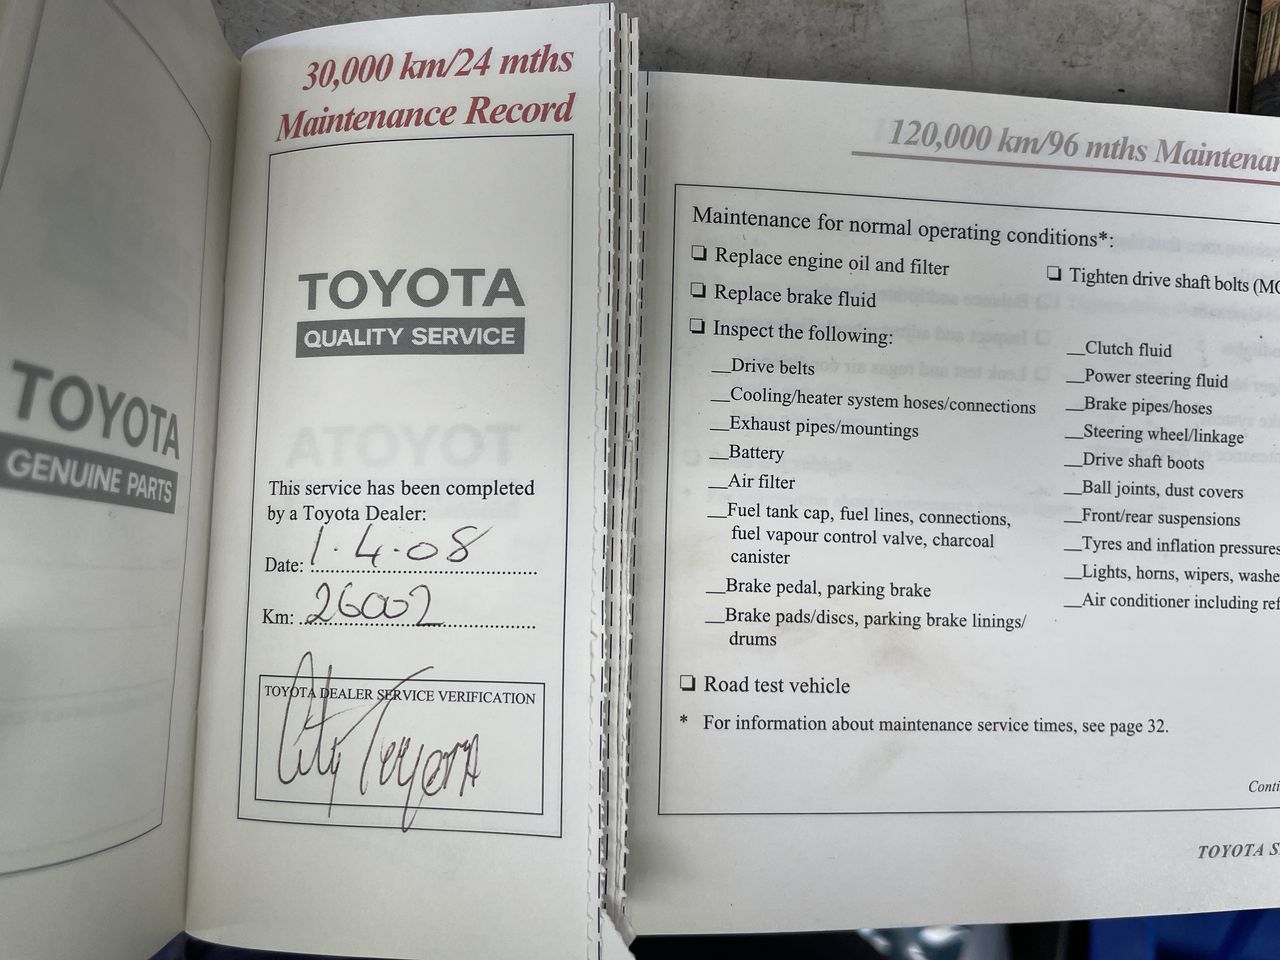 TOYOTA
GENUINE PARTS
30,000 km/24 mths
Maintenance Record
TOYOTA
QUALITY SERVICE
This service has been completed
by a Toyota Dealer:
Date: 1.4.08
Km: 26002
TOYOTA DEALER SERVICE VERIFICATION
City Toyota
120,000 km/96 mths Maintenan
Maintenance for normal operating conditions*:
❏ Replace engine oil and filter
❏ Replace brake fluid
❏ Inspect the following:
__Drive belts
__Cooling/heater system hoses/connections
__Exhaust pipes/mountings
__Battery
__Air filter
__Fuel tank cap, fuel lines, connections,
fuel vapour control valve, charcoal
canister
__Brake pedal, parking brake
__Brake pads/discs, parking brake linings/
drums
❏ Tighten drive shaft bolts (MC
__Clutch fluid
__Power steering fluid
__Brake pipes/hoses
__Steering wheel/linkage
__Drive shaft boots
__Ball joints, dust covers
__Front/rear suspensions
__Tyres and inflation pressures
__Lights, horns, wipers, washe
__Air conditioner including ref
❏ Road test vehicle
* For information about maintenance service times, see page 32.
Conti
TOYOTA S